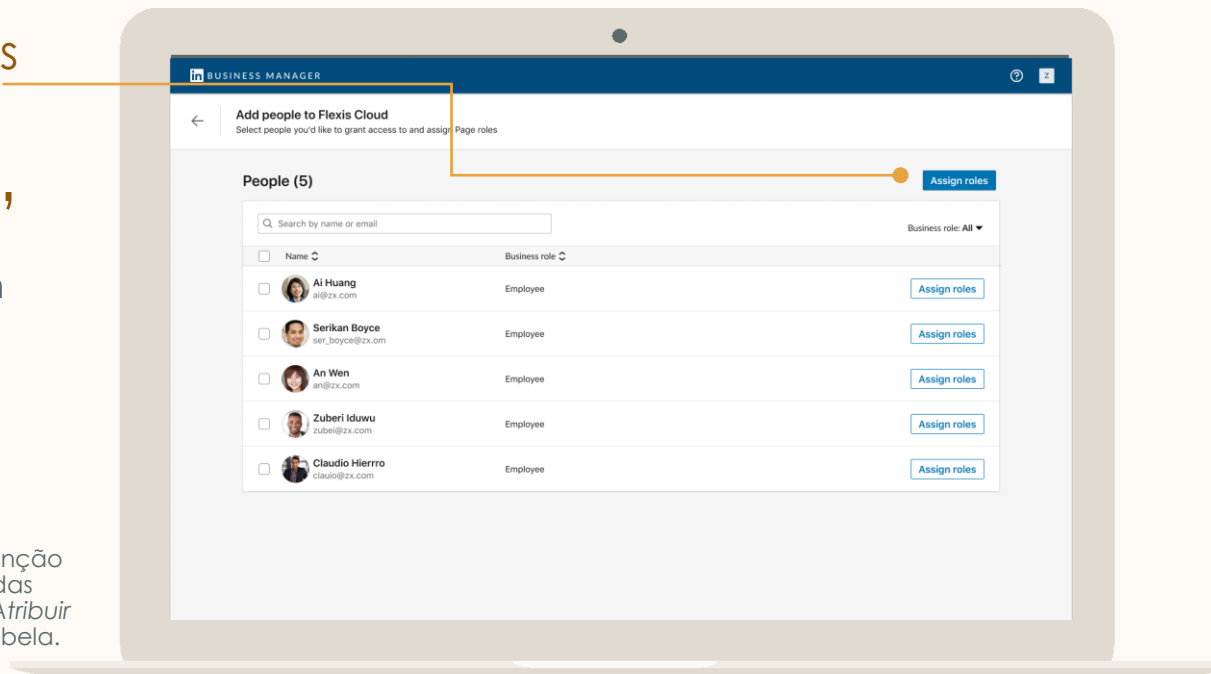 s
,
nção
das
Atribuir
bela.
in BUSINESS MANAGER
Z
Add people to Flexis Cloud
Select people you'd like to grant access to and assign Page roles
People (5)
Assign roles
Search by name or email
Business role: All
Name
Business role
Ai Huang
ai@zx.com
Employee
Assign roles
Serikan Boyce
ser_boyce@zx.om
Employee
Assign roles
An Wen
an@zx.com
Employee
Assign roles
Zuberi Iduwu
zubei@zx.com
Employee
Assign roles
Claudio Hierrro
clauio@zx.com
Employee
Assign roles